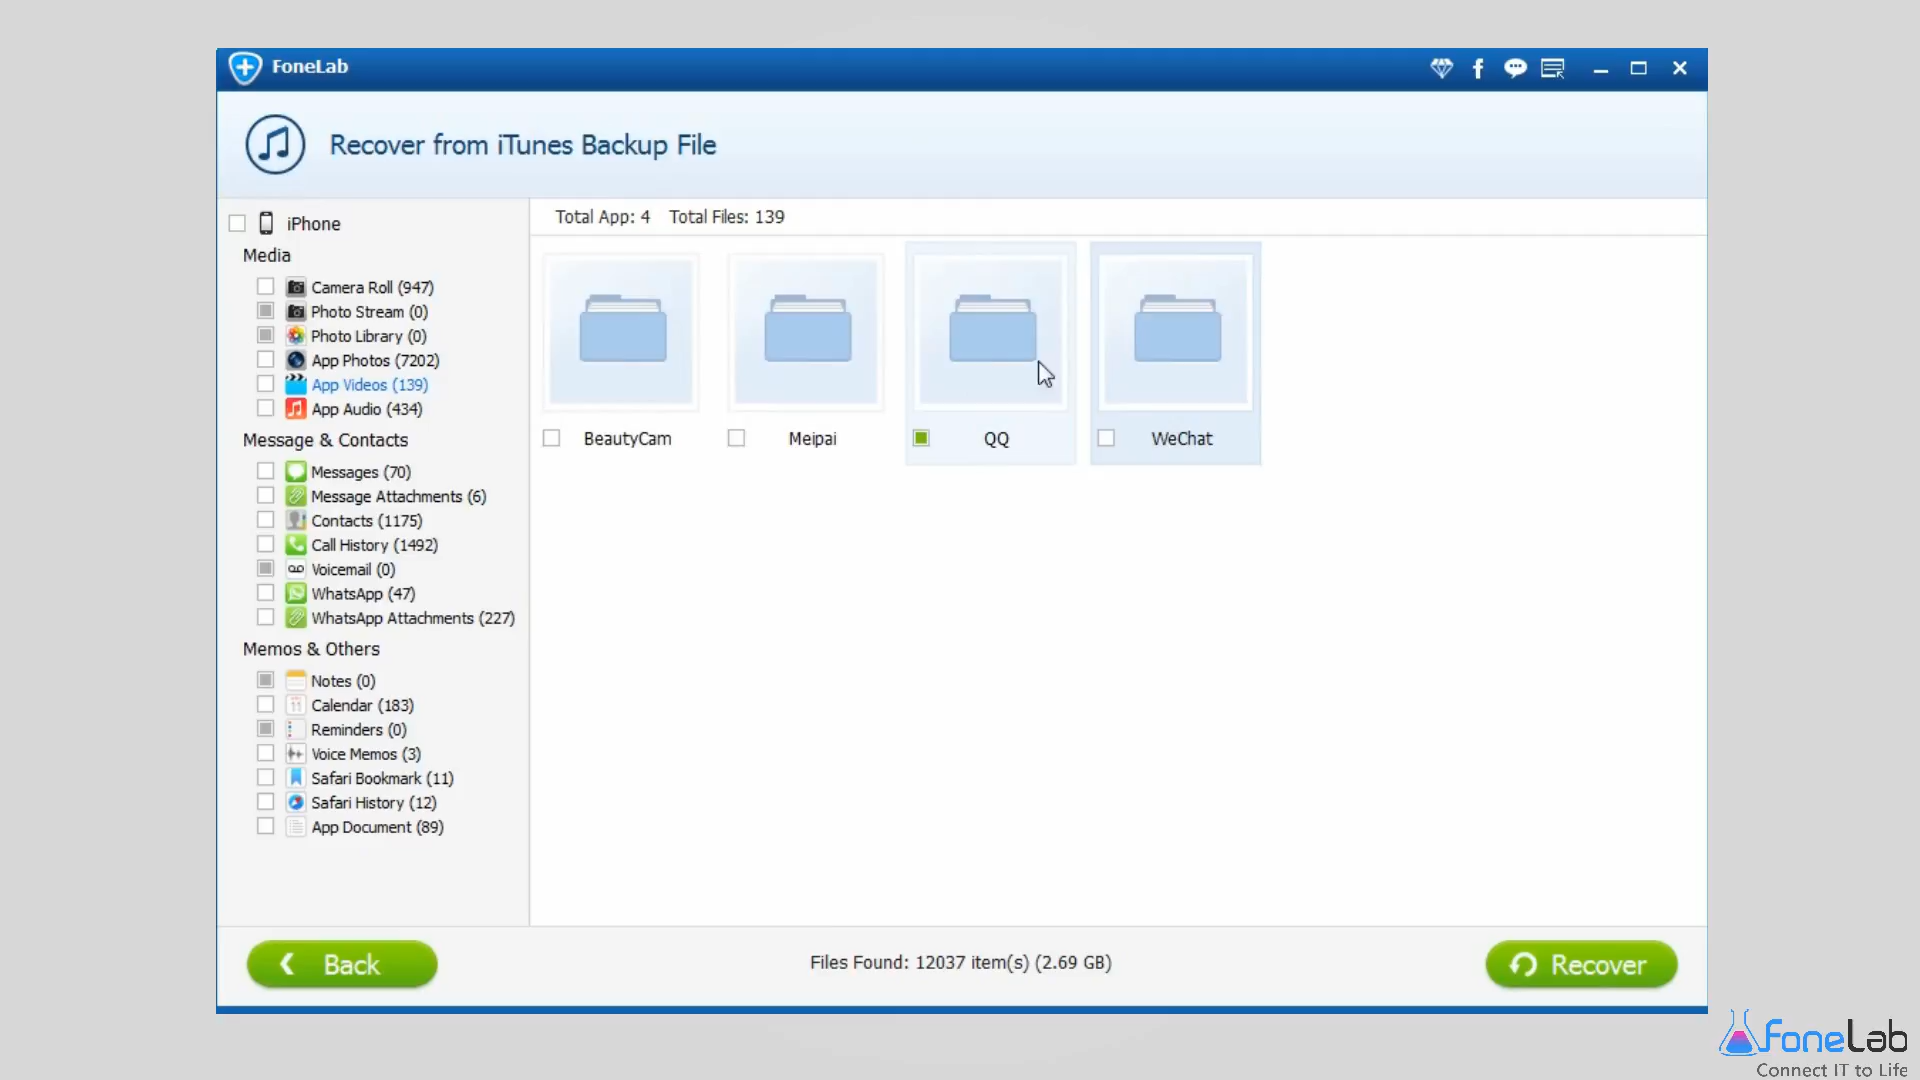 FoneLab
Recover from iTunes Backup File
iPhone
Media
Camera Roll (947)
Photo Stream (0)
Photo Library (0)
App Photos (7202)
App Videos (139)
App Audio (434)
Message & Contacts
Messages (70)
Message Attachments (6)
Contacts (1175)
Call History (1492)
Voicemail (0)
WhatsApp (47)
WhatsApp Attachments (227)
Memos & Others
Notes (0)
Calendar (183)
Reminders (0)
Voice Memos (3)
Safari Bookmark (11)
Safari History (12)
App Document (89)
Total App: 4 Total Files: 139
BeautyCam
Meipai
QQ
WeChat
Back
Files Found: 12037 item(s) (2.69 GB)
Recover
FoneLab
Connect IT to Life